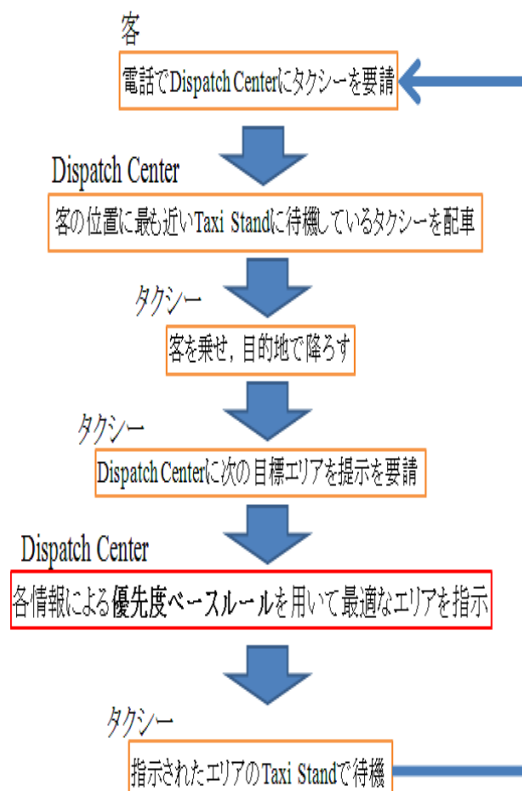 客
電話でDispatch Centerにタクシーを要請
Dispatch Center
客の位置に最も近いTaxi Standに待機しているタクシーを配車
タクシー
客を乗せ，目的地で降ろす
タクシー
Dispatch Centerに次の目標エリアを提示を要請
Dispatch Center
各情報による優先度ベースルールを用いて最適なエリアを指示
タクシー
指示されたエリアのTaxi Standで待機